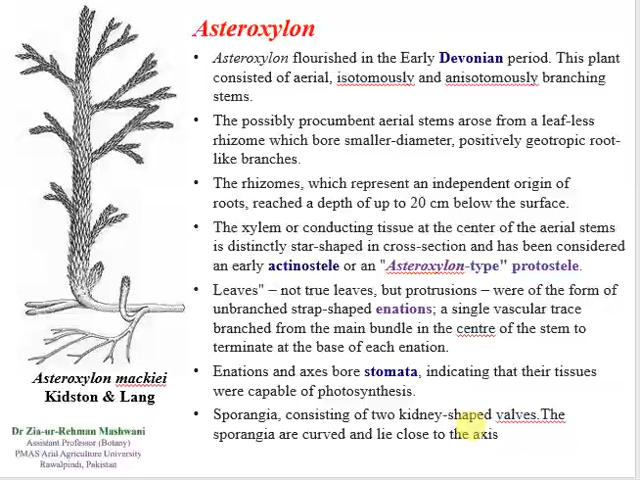 Asteroxylon
• Asteroxylon flourished in the Early Devonian period. This plant
consisted of aerial, isotomously and anisotomously branching
stems.
• The possibly procumbent aerial stems arose from a leaf-less
rhizome which bore smaller-diameter, positively geotropic root-
like branches.
• The rhizomes, which represent an independent origin of
roots, reached a depth of up to 20 cm below the surface.
• The xylem or conducting tissue at the center of the aerial stems
is distinctly star-shaped in cross-section and has been considered
an early actinostele or an "Asteroxylon-type" protostele.
• Leaves" – not true leaves, but protrusions – were of the form of
unbranched strap-shaped enations; a single vascular trace
branched from the main bundle in the centre of the stem to
terminate at the base of each enation.
• Enations and axes bore stomata, indicating that their tissues
were capable of photosynthesis.
• Sporangia, consisting of two kidney-shaped valves.The
sporangia are curved and lie close to the axis
Asteroxylon mackiei
Kidston & Lang
Dr Zia-ur-Rehman Mashwani
Assistant Professor (Botany)
PMAS Arid Agriculture University
Rawalpindi, Pakistan